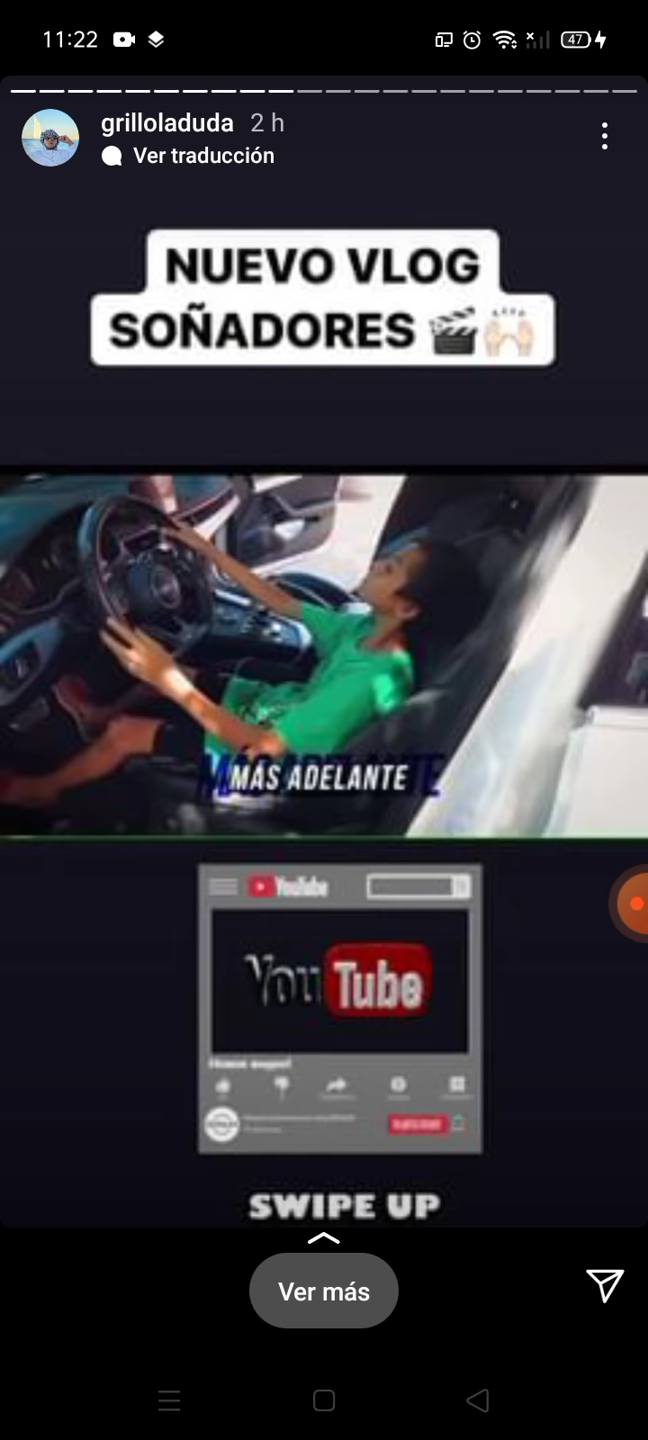 11:22
47
grilloladuda 2 h
Ver traducción
NUEVO VLOG
SOÑADORES 🎬🙌🏻
MÁS ADELANTE
YouTube
YouTube
SWIPE UP
Ver más